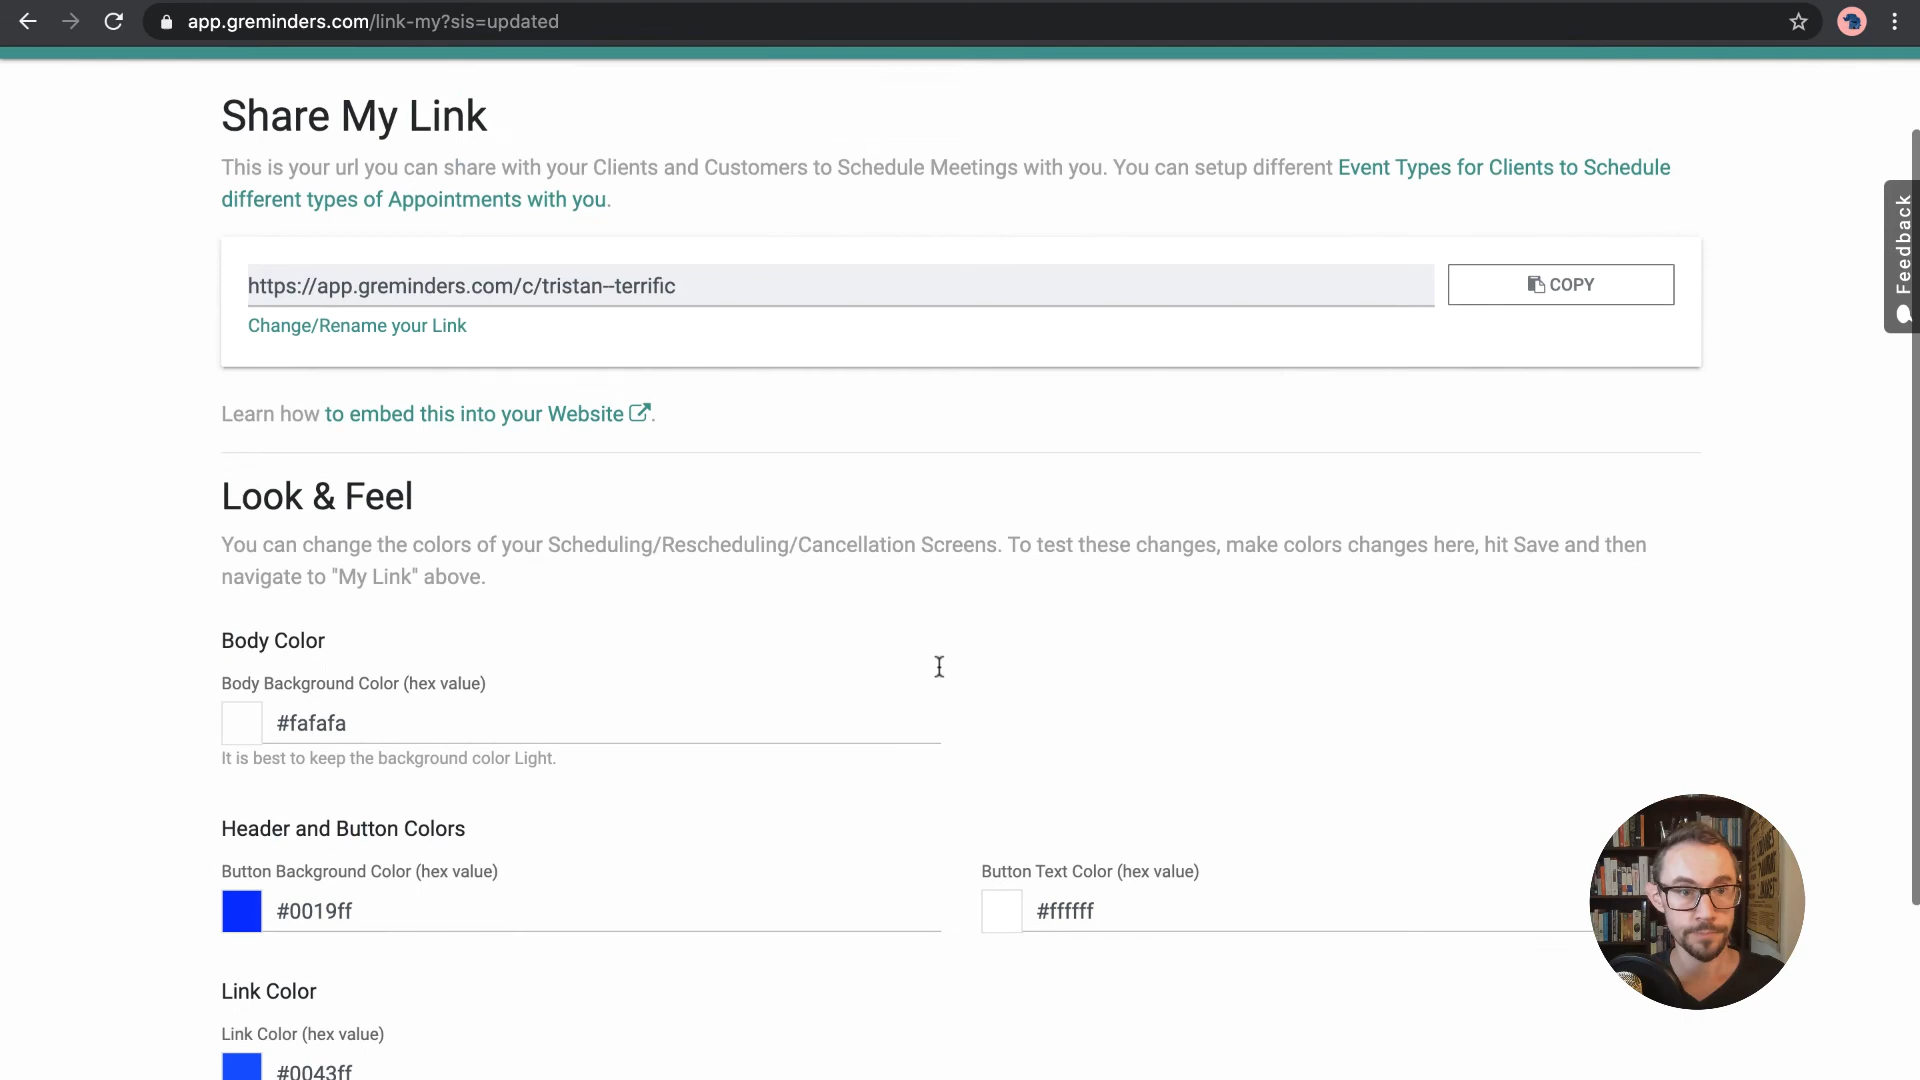 app.greminders.com/link-my?sis=updated
Share My Link
This is your url you can share with your Clients and Customers to Schedule Meetings with you. You can setup different Event Types for Clients to Schedule
different types of Appointments with you.
https://app.greminders.com/c/tristan--terrific
COPY
Change/Rename your Link
Feedback
Learn how to embed this into your Website.
Look & Feel
You can change the colors of your Scheduling/Rescheduling/Cancellation Screens. To test these changes, make colors changes here, hit Save and then
navigate to "My Link" above.
Body Color
Body Background Color (hex value)
#fafafa
It is best to keep the background color Light.
Header and Button Colors
Button Background Color (hex value)
Button Text Color (hex value)
#0019ff
#ffffff
Link Color
Link Color (hex value)
#0043ff